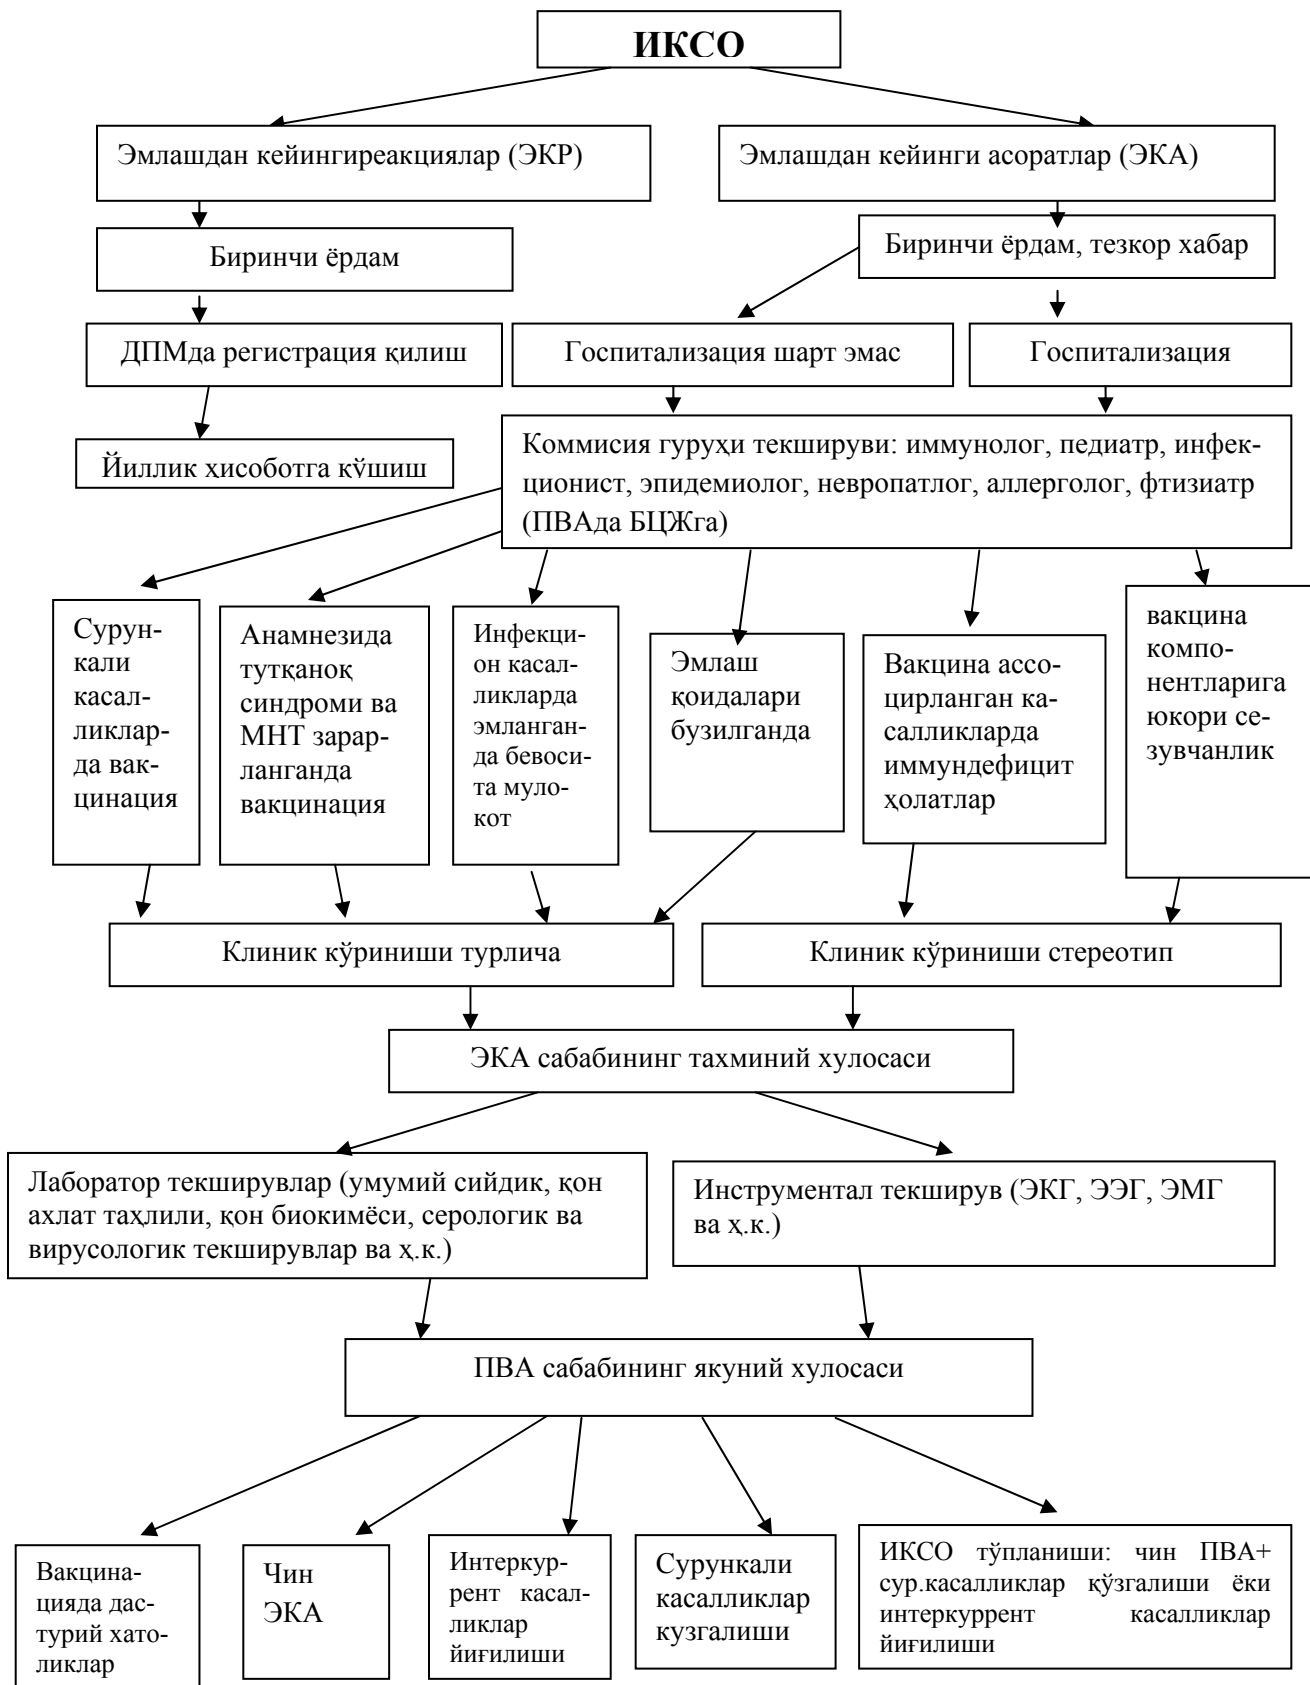 ИКСО
Эмлашдан кейингиреакциялар (ЭКР)
Эмлашдан кейинги асоратлар (ЭКА)
Биринчи ёрдам
Биринчи ёрдам, тезкор хабар
ДПМда регистрация қилиш
Госпитализация шарт эмас
Госпитализация
Йиллик ҳисоботга қўшиш
Коммисия гуруҳи текшируви: иммунолог, педиатр, инфек-
ционист, эпидемиолог, невропатлог, аллерголог, фтизиатр
(ПВАда БЦЖга)
Сурун-
кали
касал-
ликлар-
да вак-
цинация
Анамнезида
тутқаноқ
синдроми ва
МНТ зарар-
ланганда
вакцинация
Инфекци-
он касал-
ликларда
эмланган-
да бевоси-
та муло-
кот
Эмлаш
қоидалари
бузилганда
Вакцина ассо-
цирланган ка-
салликларда
иммундефицит
ҳолатлар
вакцина
компо-
нентларига
юкори се-
зувчанлик
Клиник кўриниши турлича
Клиник кўриниши стереотип
ЭКА сабабининг тахминий хулосаси
Лаборатор текширувлар (умумий сийдик, қон
ахлат таҳлили, қон биокимёси, серологик ва
вирусологик текширувлар ва ҳ.к.)
Инструментал текширув (ЭКГ, ЭЭГ, ЭМГ
ва ҳ.к.)
ПВА сабабининг якуний хулосаси
Вакцина-
цияда дас-
турий хато-
ликлар
Чин
ЭКА
Интеркур-
рент касал-
ликлар
йиғилиши
Сурункали
касалликлар
кузгалиши
ИКСО тўпланиши: чин ПВА+
сур.касалликлар қўзгалиши ёки
интеркуррент касалликлар
йиғилиши